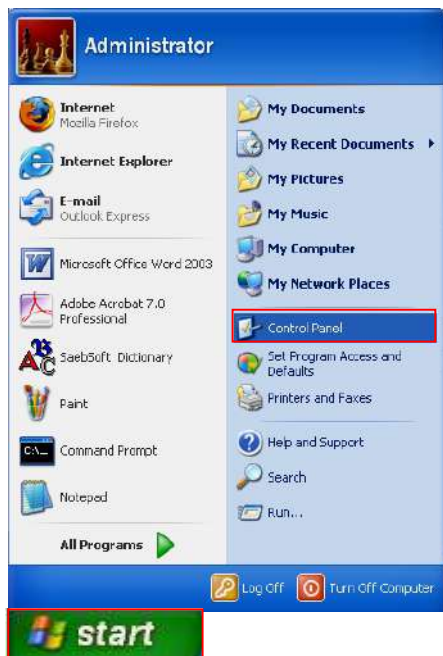 Administrator
Internet
Mozilla Firefox
Internet Explorer
E-mail
Outlook Express
Microsoft Office Word 2003
Adobe Acrobat 7.0
Professional
SaebSoft Dictionary
Paint
C:\_
Command Prompt
Notepad
All Programs
My Documents
My Recent Documents
My Pictures
My Music
My Computer
My Network Places
Control Panel
Set Program Access and
Defaults
Printers and Faxes
Help and Support
Search
Run...
Log Off
Turn Off Computer
start